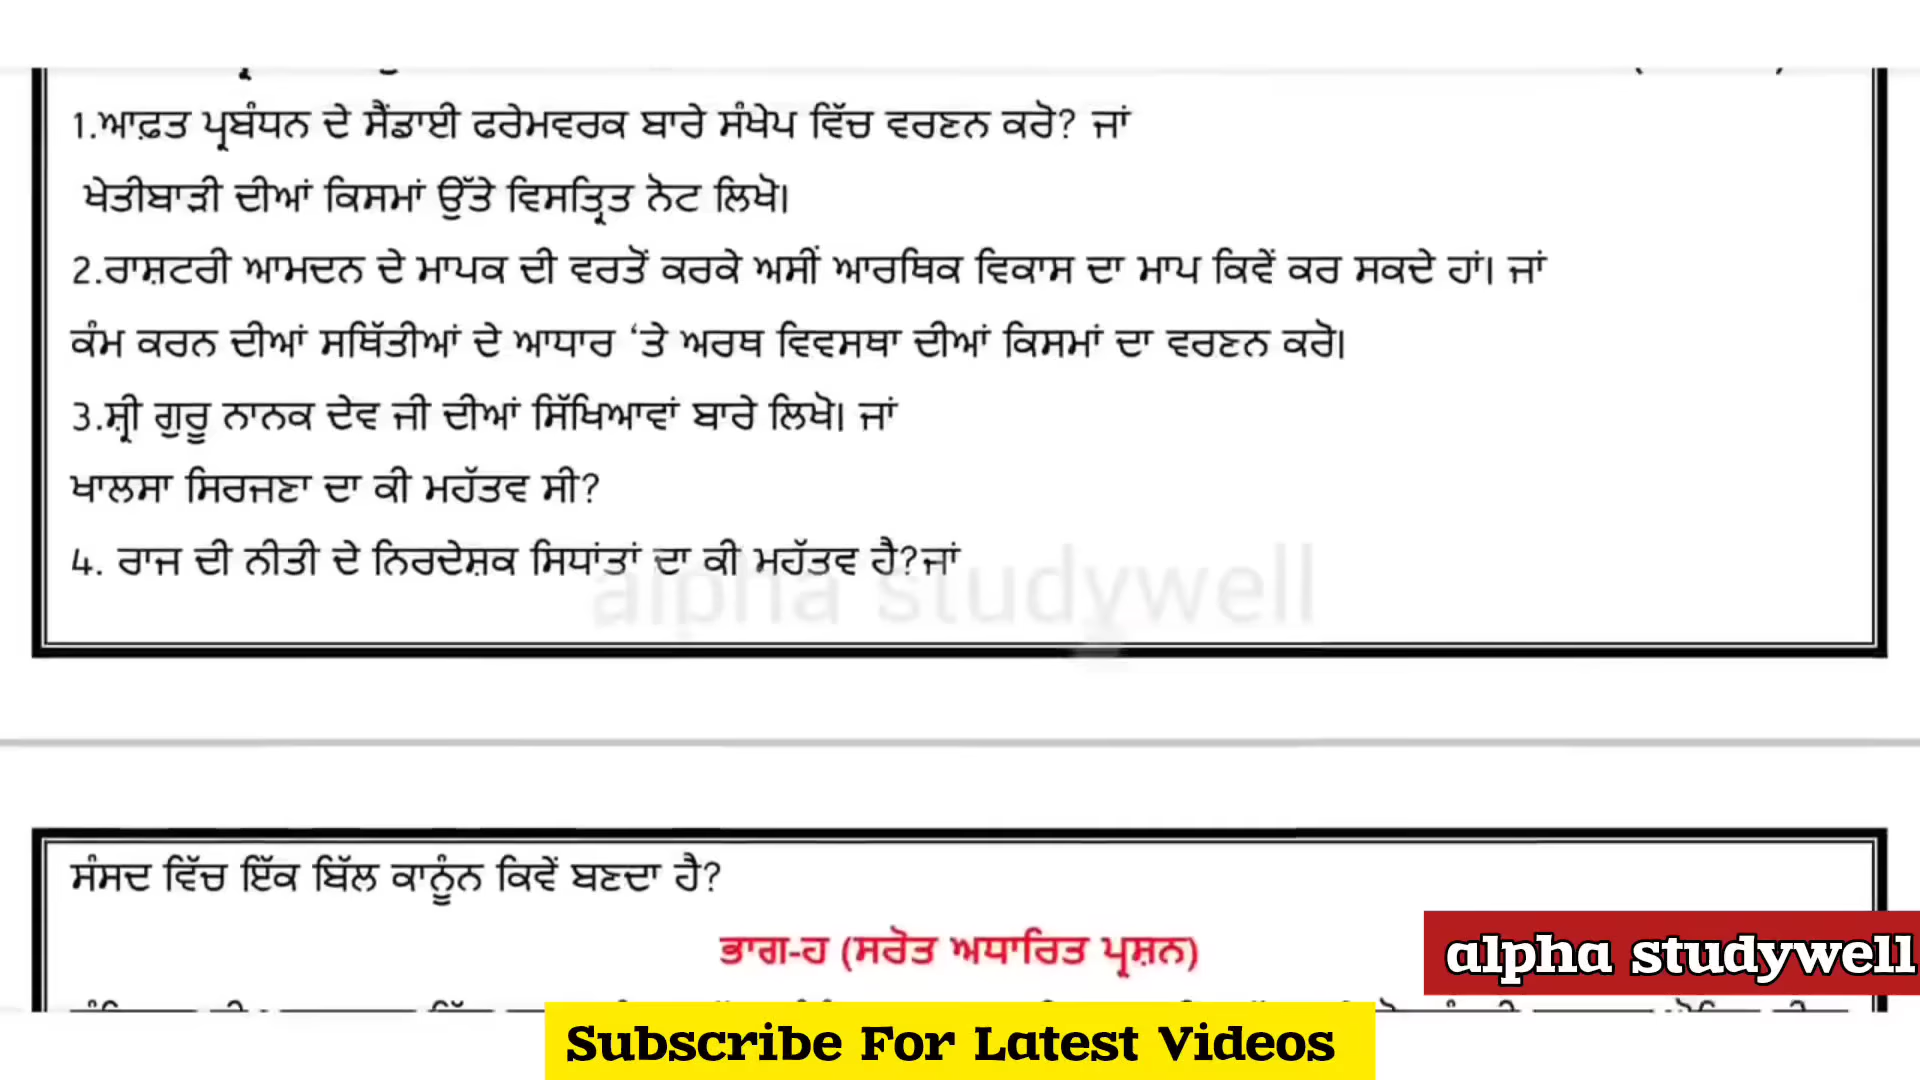 1.ਆਫ਼ਤ ਪ੍ਰਬੰਧਨ ਦੇ ਸੈਂਡਾਈ ਫਰੇਮਵਰਕ ਬਾਰੇ ਸੰਖੇਪ ਵਿੱਚ ਵਰਣਨ ਕਰੋ? ਜਾਂ
ਖੇਤੀਬਾੜੀ ਦੀਆਂ ਕਿਸਮਾਂ ਉੱਤੇ ਵਿਸਤ੍ਰਿਤ ਨੋਟ ਲਿਖੋ।
2.ਰਾਸ਼ਟਰੀ ਆਮਦਨ ਦੇ ਮਾਪਕ ਦੀ ਵਰਤੋਂ ਕਰਕੇ ਅਸੀਂ ਆਰਥਿਕ ਵਿਕਾਸ ਦਾ ਮਾਪ ਕਿਵੇਂ ਕਰ ਸਕਦੇ ਹਾਂ। ਜਾਂ
ਕੰਮ ਕਰਨ ਦੀਆਂ ਸਥਿੱਤੀਆਂ ਦੇ ਆਧਾਰ ‘ਤੇ ਅਰਥ ਵਿਵਸਥਾ ਦੀਆਂ ਕਿਸਮਾਂ ਦਾ ਵਰਣਨ ਕਰੋ।
3.ਸ਼੍ਰੀ ਗੁਰੂ ਨਾਨਕ ਦੇਵ ਜੀ ਦੀਆਂ ਸਿੱਖਿਆਵਾਂ ਬਾਰੇ ਲਿਖੋ। ਜਾਂ
ਖਾਲਸਾ ਸਿਰਜਣਾ ਦਾ ਕੀ ਮਹੱਤਵ ਸੀ?
4. ਰਾਜ ਦੀ ਨੀਤੀ ਦੇ ਨਿਰਦੇਸ਼ਕ ਸਿਧਾਂਤਾਂ ਦਾ ਕੀ ਮਹੱਤਵ ਹੈ?ਜਾਂ
alpha studywell
ਸੰਸਦ ਵਿੱਚ ਇੱਕ ਬਿੱਲ ਕਾਨੂੰਨ ਕਿਵੇਂ ਬਣਦਾ ਹੈ?
ਭਾਗ-ਹ (ਸਰੋਤ ਅਧਾਰਿਤ ਪ੍ਰਸ਼ਨ)
alpha studywell
Subscribe For Latest Videos